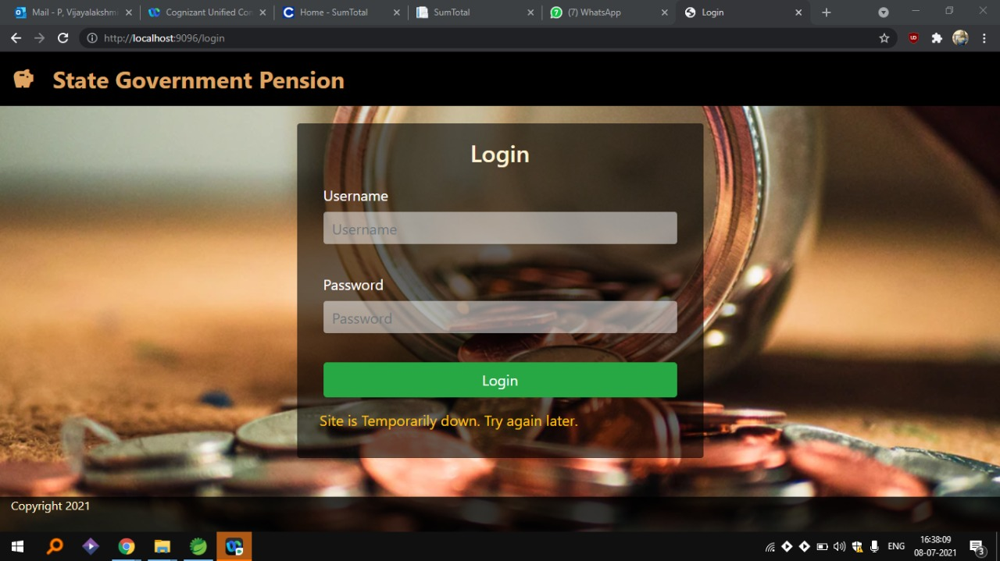 Mail - P, Vijayalakshmi
Cognizant Unified Con
Home - SumTotal
SumTotal
(7) WhatsApp
Login
http://localhost:9096/login
State Government Pension
Login
Username
Username
Password
Password
Login
Site is Temporarily down. Try again later.
Copyright 2021
ENG
16:38:09
08-07-2021
3